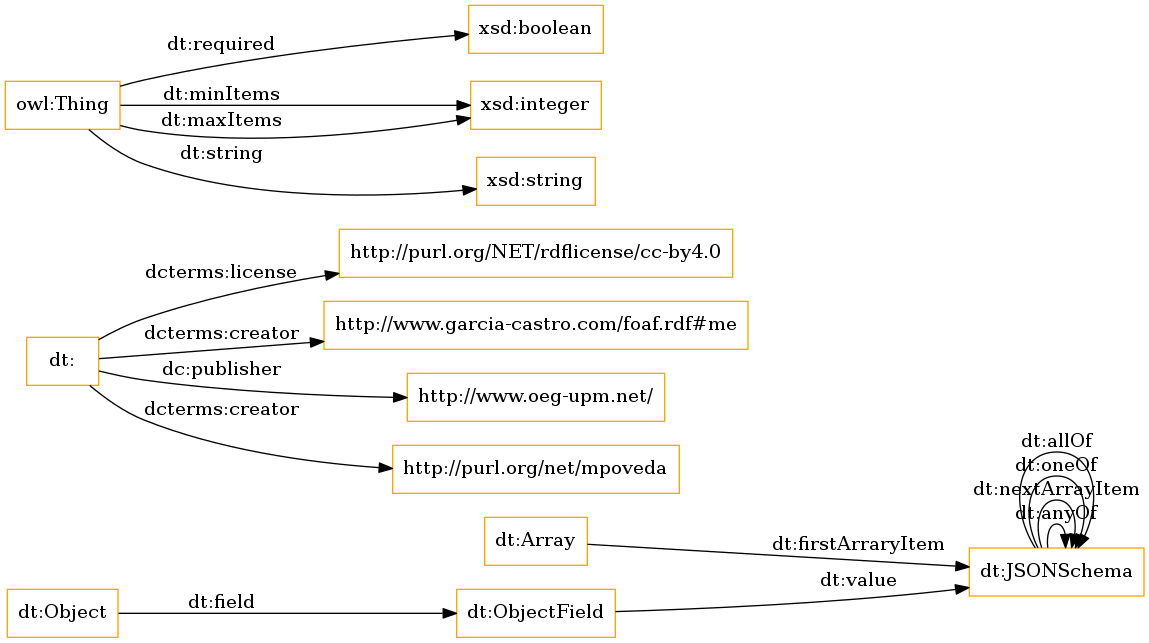 dt:required
xsd:boolean
owl:Thing
dt:minItems
xsd:integer
dt:maxItems
dt:string
xsd:string
dt:
dcterms:license
http://purl.org/NET/rdflicense/cc-by4.0
dcterms:creator
http://www.garcia-castro.com/foaf.rdf#me
dc:publisher
http://www.oeg-upm.net/
dcterms:creator
http://purl.org/net/mpoveda
dt:allOf
dt:oneOf
dt:nextArrayItem
dt:anyOf
dt:Array
dt:firstArraryItem
dt:JSONSchema
dt:value
dt:Object
dt:field
dt:ObjectField